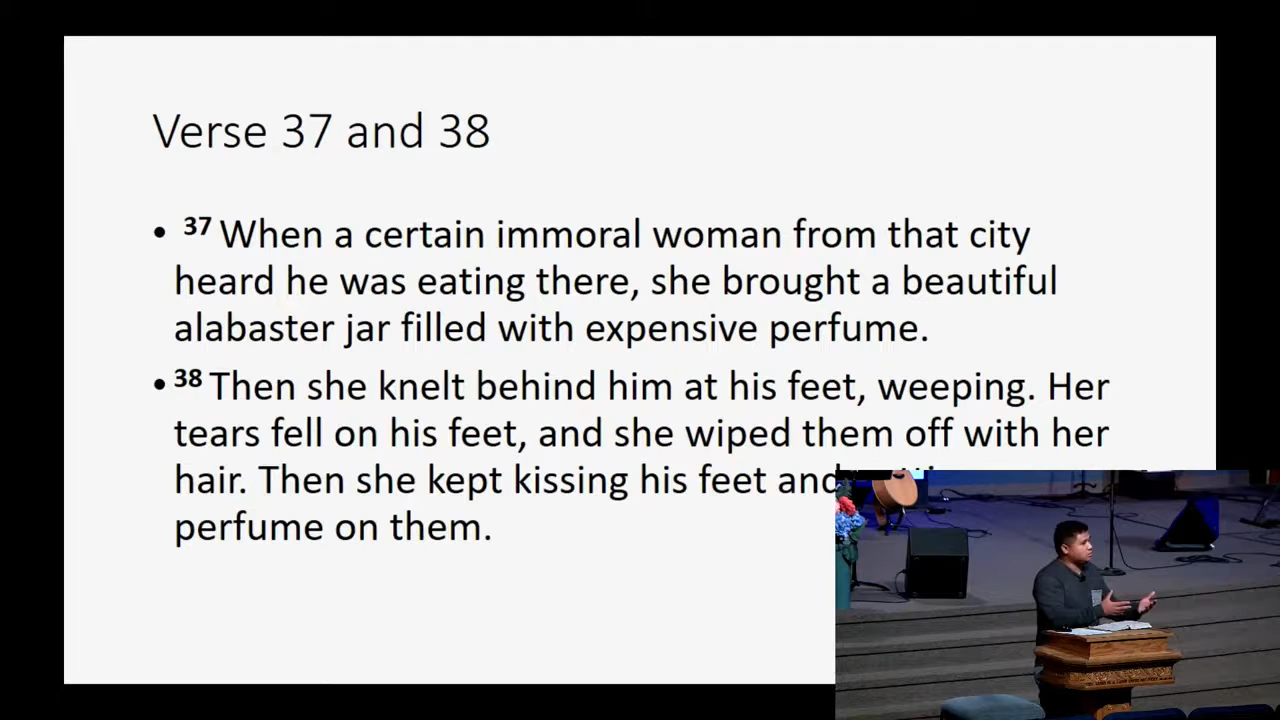 Verse 37 and 38
• 37 When a certain immoral woman from that city
heard he was eating there, she brought a beautiful
alabaster jar filled with expensive perfume.
• 38 Then she knelt behind him at his feet, weeping. Her
tears fell on his feet, and she wiped them off with her
hair. Then she kept kissing his feet and
perfume on them.